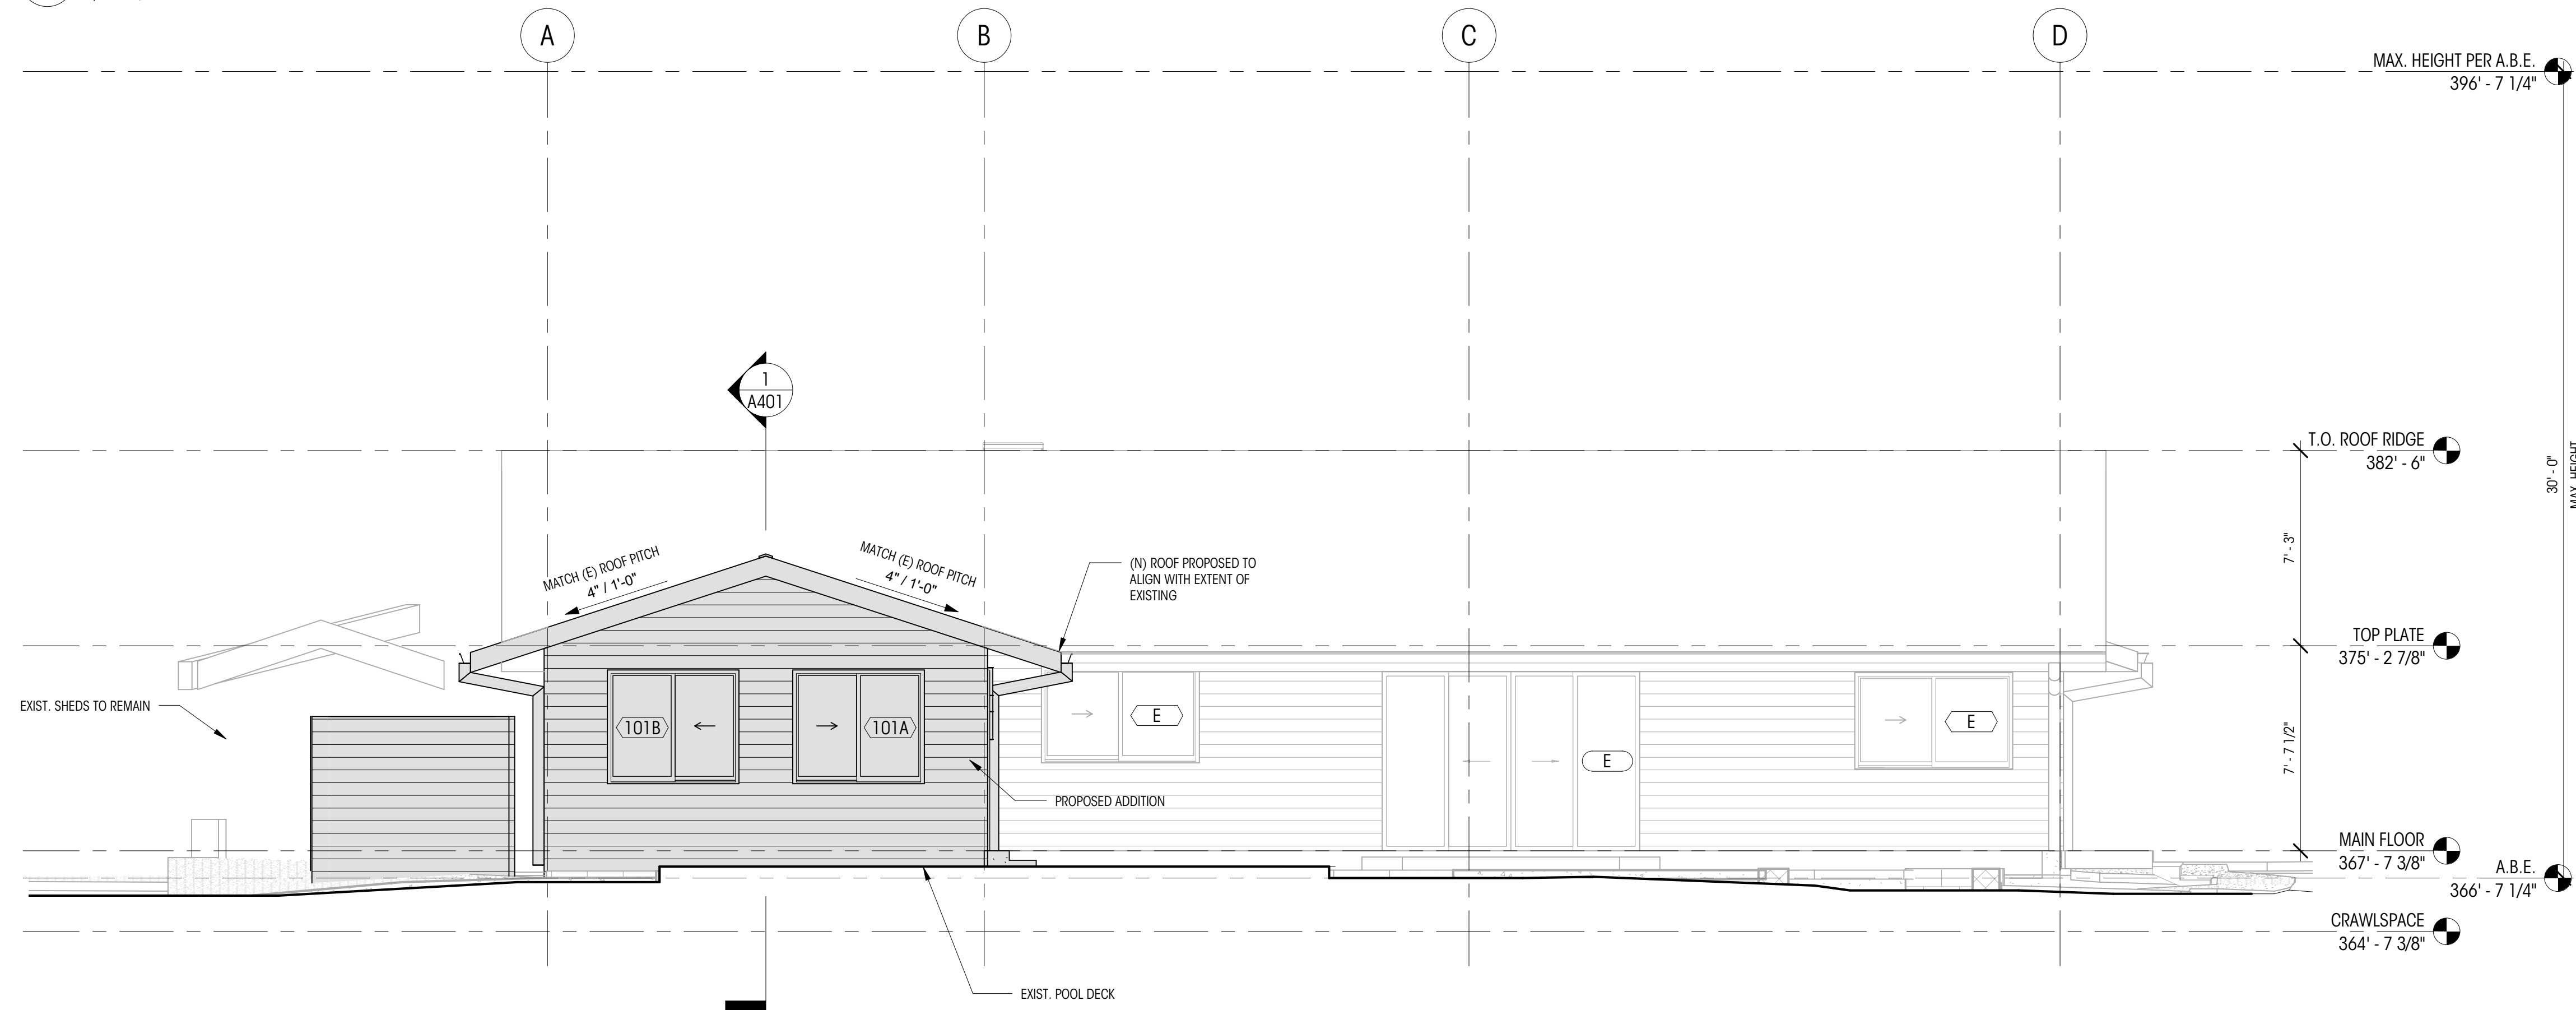 A
B
C
D
MAX. HEIGHT PER A.B.E.
396' - 7 1/4"
1
A401
T.O. ROOF RIDGE
382' - 6"
30' - 0"
MAX. HEIGHT
7' - 3"
MATCH (E) ROOF PITCH
4" / 1'-0"
MATCH (E) ROOF PITCH
4" / 1'-0"
(N) ROOF PROPOSED TO
ALIGN WITH EXTENT OF
EXISTING
TOP PLATE
375' - 2 7/8"
EXIST. SHEDS TO REMAIN
101B
101A
E
E
E
7' - 7 1/2"
PROPOSED ADDITION
MAIN FLOOR
367' - 7 3/8"
A.B.E.
366' - 7 1/4"
CRAWLSPACE
364' - 7 3/8"
EXIST. POOL DECK